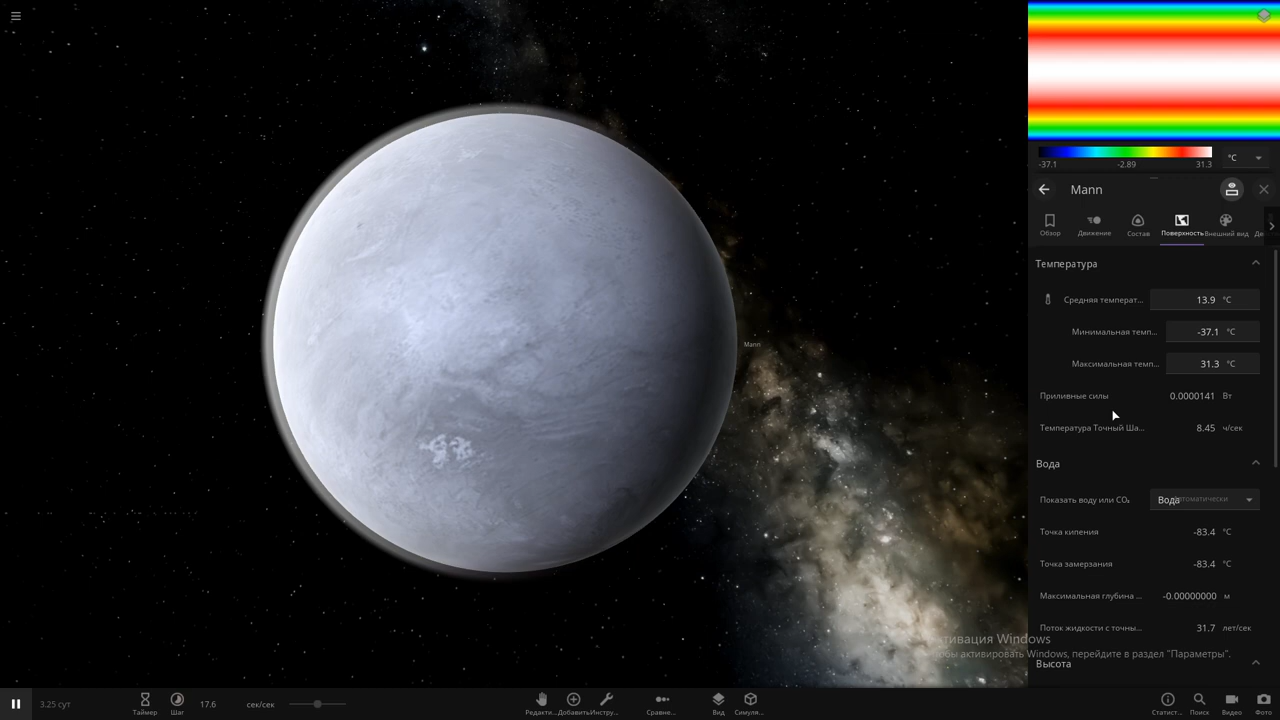 -37.1 -2.89 31.3 °C
Mann
Обзор Движение Состав Поверхность Внешний вид Де
Температура
Средняя температ... 13.9 °C
Минимальная темп... -37.1 °C
Mann
Максимальная темп... 31.3 °C
Приливные силы 0.0000141 Вт
Температура Точный Ша... 8.45 ч/сек
Вода
Показать воду или CO₂ Вода
Точка кипения -83.4 °C
Точка замерзания -83.4 °C
Максимальная глубина ... -0.00000000 м
Поток жидкости с точны... 31.7 лет/сек
тивация Windows
обы активировать Windows, перейдите в раздел "Параметры".
Высота
3.25 сут Таймер Шаг 17.6 сек/сек Редакти... Добавить Инстру... Сравне... Вид Симуля... Статист... Поиск Видео Фото